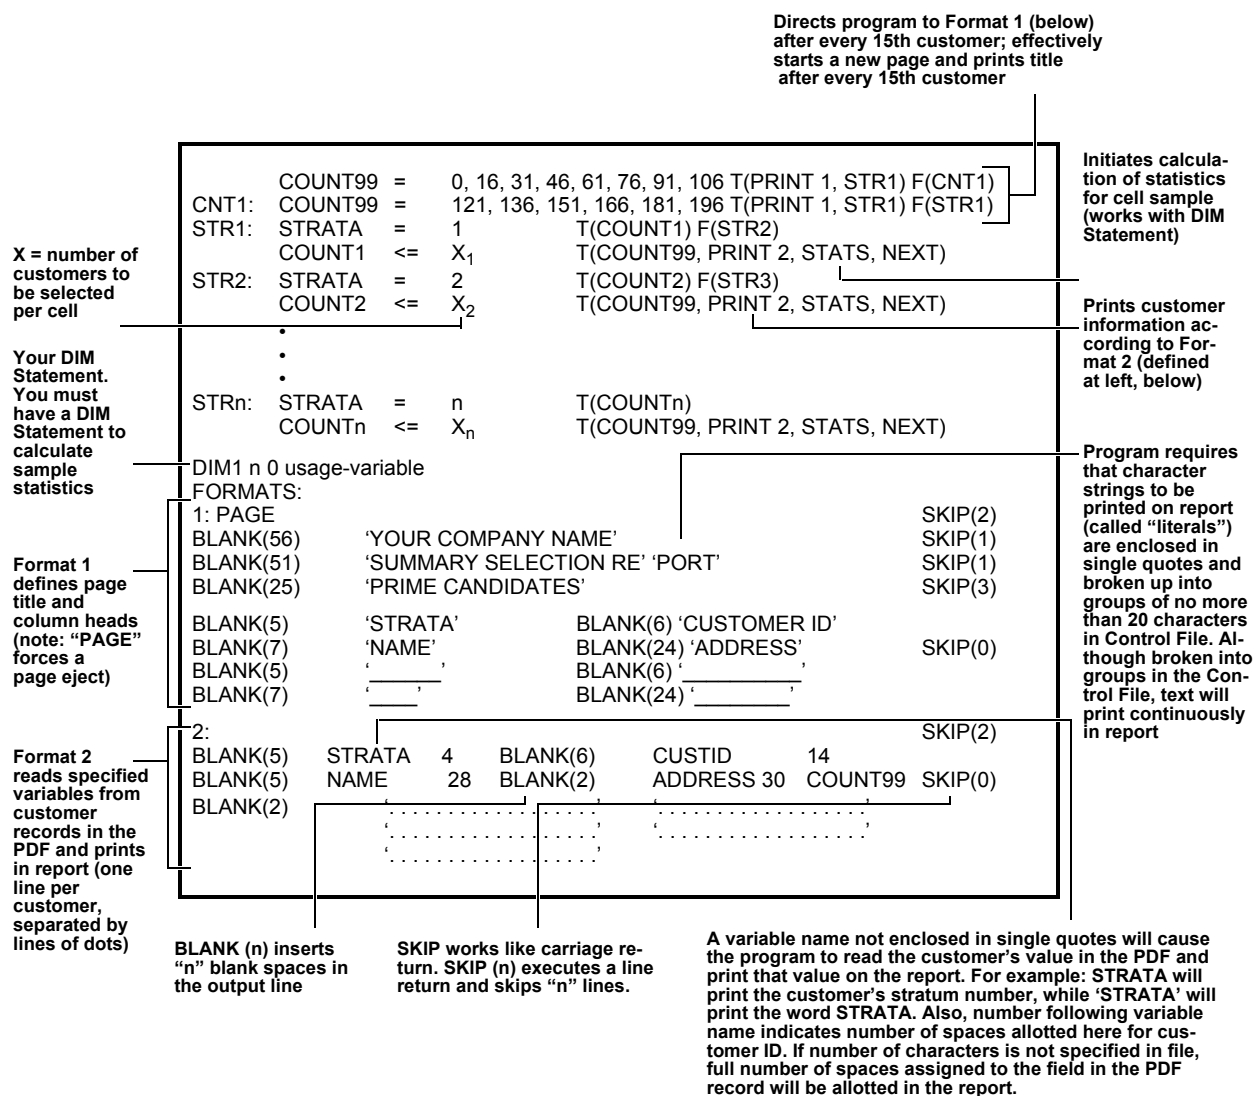 Directs program to Format 1 (below)
after every 15th customer; effectively
starts a new page and prints title
after every 15th customer
COUNT99 = 0, 16, 31, 46, 61, 76, 91, 106 T(PRINT 1, STR1) F(CNT1)
CNT1: COUNT99 = 121, 136, 151, 166, 181, 196 T(PRINT 1, STR1) F(STR1)
STR1: STRATA = 1 T(COUNT1) F(STR2)
COUNT1 <= X1 T(COUNT99, PRINT 2, STATS, NEXT)
STR2: STRATA = 2 T(COUNT2) F(STR3)
COUNT2 <= X2 T(COUNT99, PRINT 2, STATS, NEXT)
•
•
•
STRn: STRATA = n T(COUNTn)
COUNTn <= Xn T(COUNT99, PRINT 2, STATS, NEXT)
DIM1 n 0 usage-variable
FORMATS:
1: PAGE SKIP(2)
BLANK(56) ‘YOUR COMPANY NAME’ SKIP(1)
BLANK(51) ‘SUMMARY SELECTION RE’ ‘PORT’ SKIP(1)
BLANK(25) ‘PRIME CANDIDATES’ SKIP(3)
BLANK(5) ‘STRATA’ BLANK(6) ‘CUSTOMER ID’
BLANK(7) ‘NAME’ BLANK(24) ‘ADDRESS’ SKIP(0)
BLANK(5) ‘______’ BLANK(6) ‘__________’
BLANK(7) ‘____’ BLANK(24) ‘________’
2: SKIP(2)
BLANK(5) STRATA 4 BLANK(6) CUSTID 14
BLANK(5) NAME 28 BLANK(2) ADDRESS 30 COUNT99 SKIP(0)
BLANK(2) ‘. . . . . . . . . . . . . . . . . . . .’ ‘. . . . . . . . . . . . . . . . . . . .’
‘. . . . . . . . . . . . . . . . . . . .’ ‘. . . . . . . . . . . . . . . . . . . .’
‘. . . . . . . . . . . . . . . . . . . .’
X = number of
customers to
be selected
per cell
Your DIM
Statement.
You must
have a DIM
Statement to
calculate
sample
statistics
Format 1
defines page
title and
column heads
(note: “PAGE”
forces a
page eject)
Format 2
reads specified
variables from
customer
records in the
PDF and prints
in report (one
line per
customer,
separated by
lines of dots)
Initiates calcula-
tion of statistics
for cell sample
(works with DIM
Statement)
Prints customer
information ac-
cording to For-
mat 2 (defined
at left, below)
Program requires
that character
strings to be
printed on report
(called “literals”)
are enclosed in
single quotes and
broken up into
groups of no more
than 20 characters
in Control File. Al-
though broken into
groups in the Con-
trol File, text will
print continuously
in report
BLANK (n) inserts
“n” blank spaces in
the output line
SKIP works like carriage re-
turn. SKIP (n) executes a line
return and skips “n” lines.
A variable name not enclosed in single quotes will cause
the program to read the customer’s value in the PDF and
print that value on the report. For example: STRATA will
print the customer’s stratum number, while ‘STRATA’ will
print the word STRATA. Also, number following variable
name indicates number of spaces allotted here for cus-
tomer ID. If number of characters is not specified in file,
full number of spaces assigned to the field in the PDF
record will be allotted in the report.